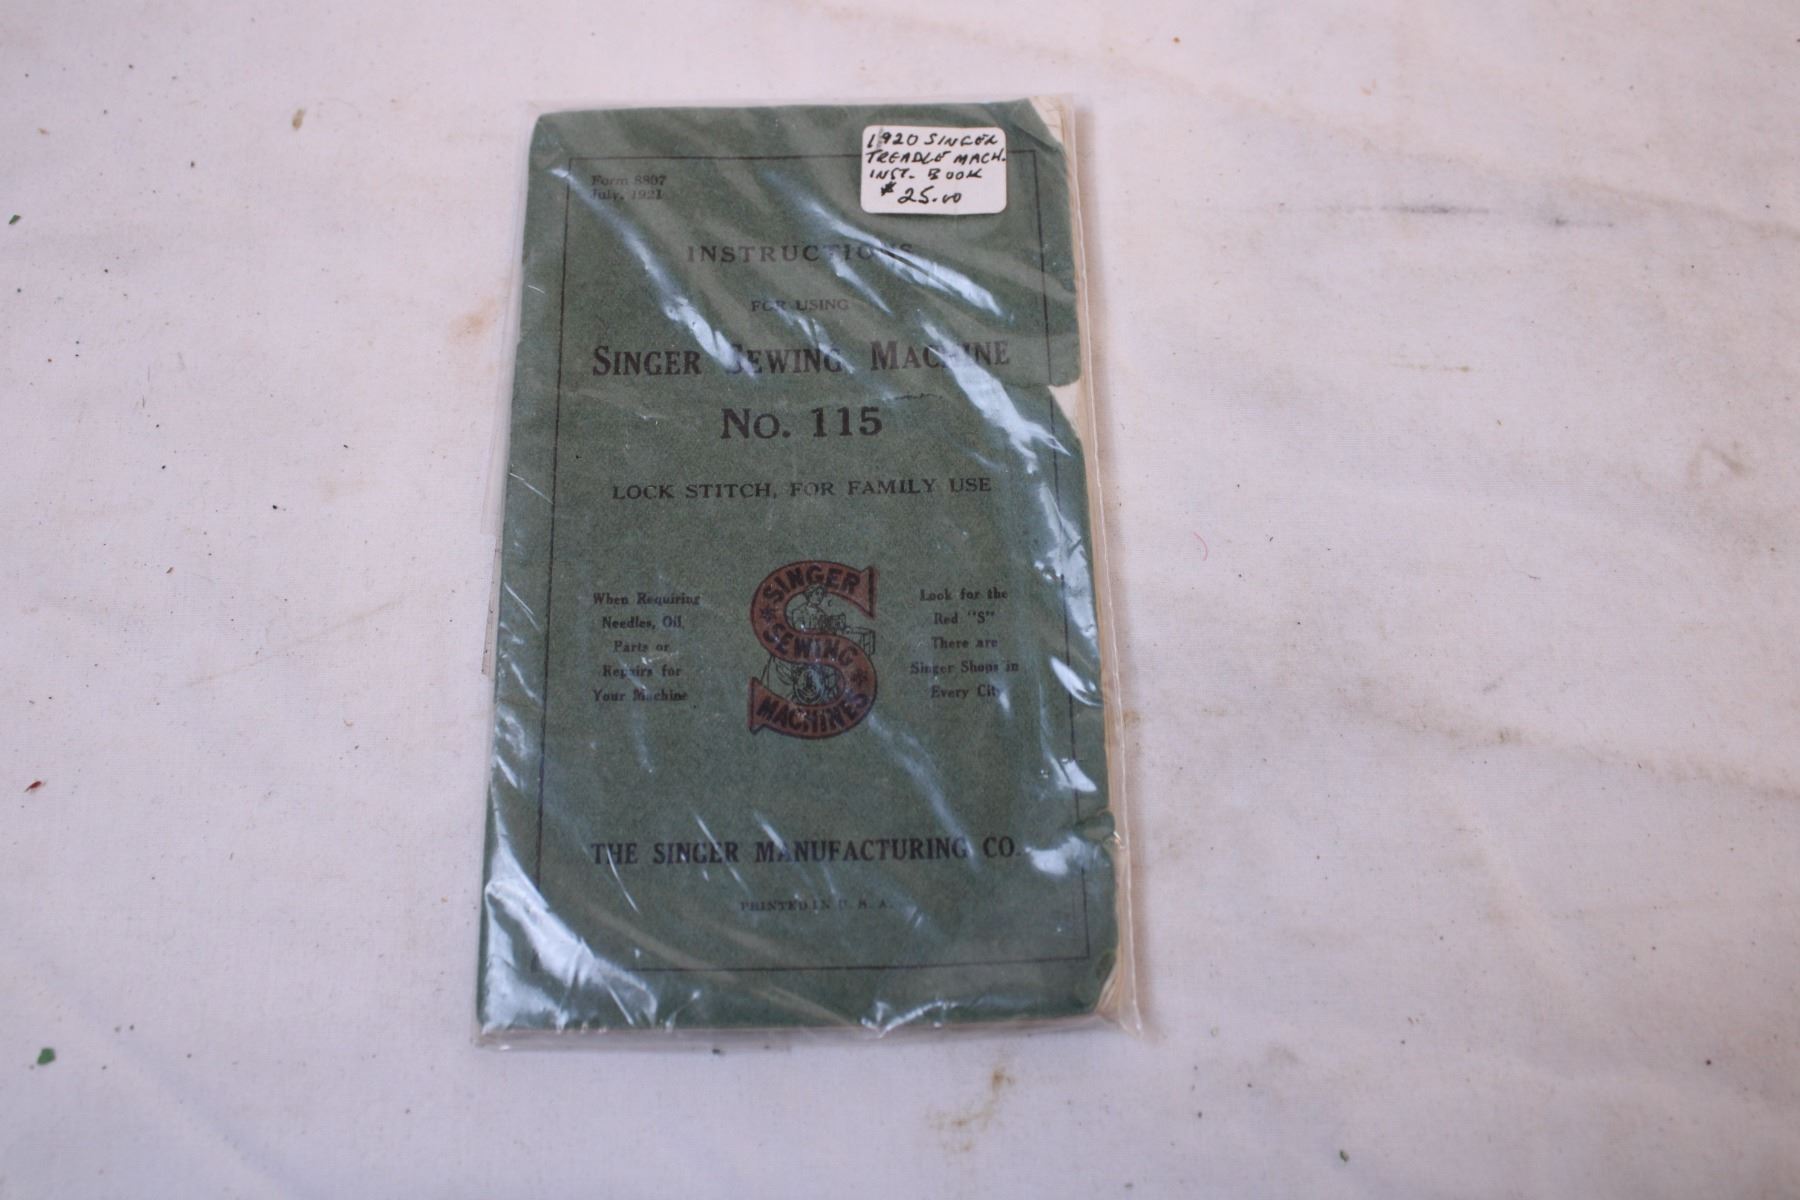 1920 SINGER
TREADLE MACH.
INST. BOOK
$25.00
Form 8807
July, 1921
INSTRUCTIONS
FOR USING
SINGER SEWING MACHINE
NO. 115
LOCK STITCH, FOR FAMILY USE
When Requiring
Needles, Oil,
Parts or
Repairs for
Your Machine
SINGER
SEWING
MACHINES
Look for the
Red "S"
There are
Singer Shops in
Every City
THE SINGER MANUFACTURING CO.
PRINTED IN U. S. A.